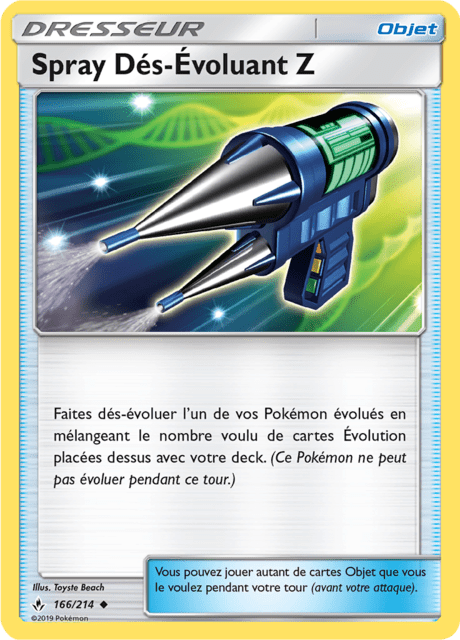 DRESSEUR
Objet
Spray Dés-Évoluant Z
Faites dés-évoluer l'un de vos Pokémon évolués en
mélangeant le nombre voulu de cartes Évolution
placées dessus avec votre deck. (Ce Pokémon ne peut
pas évoluer pendant ce tour.)
Vous pouvez jouer autant de cartes Objet que vous
le voulez pendant votre tour (avant votre attaque).
Illus. Toyste Beach
166/214
©2019 Pokémon